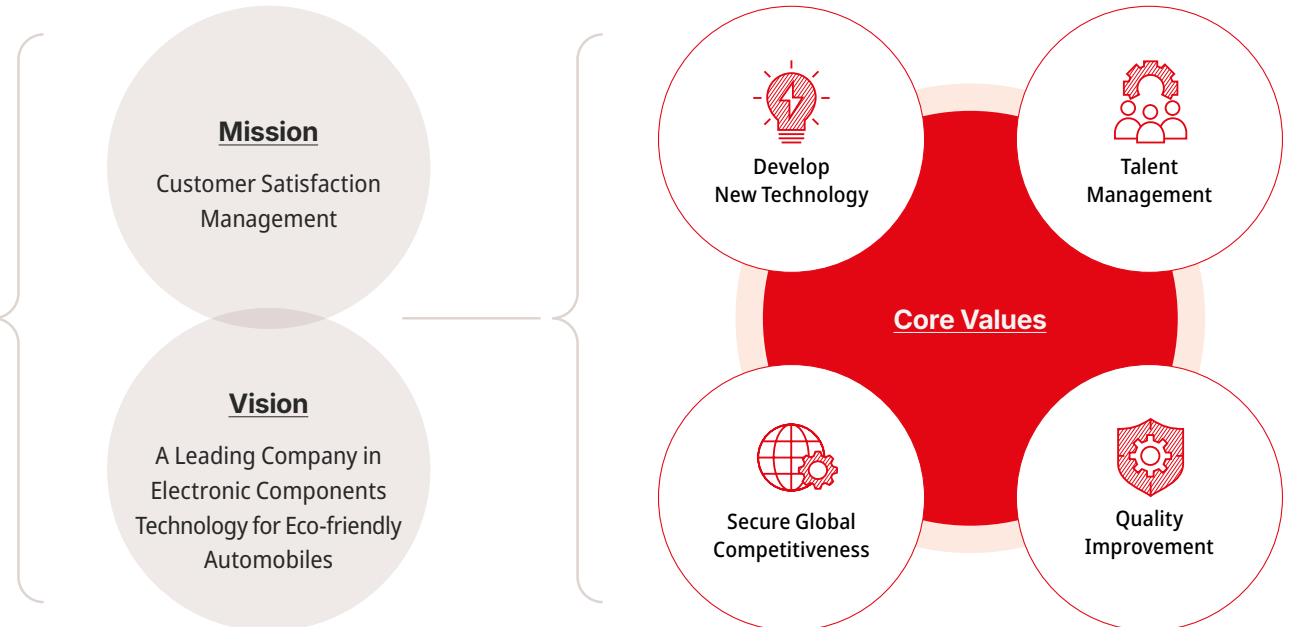 Mission
Customer Satisfaction
Management
Vision
A Leading Company in
Electronic Components
Technology for Eco-friendly
Automobiles
Develop
New Technology
Talent
Management
Core Values
Secure Global
Competitiveness
Quality
Improvement